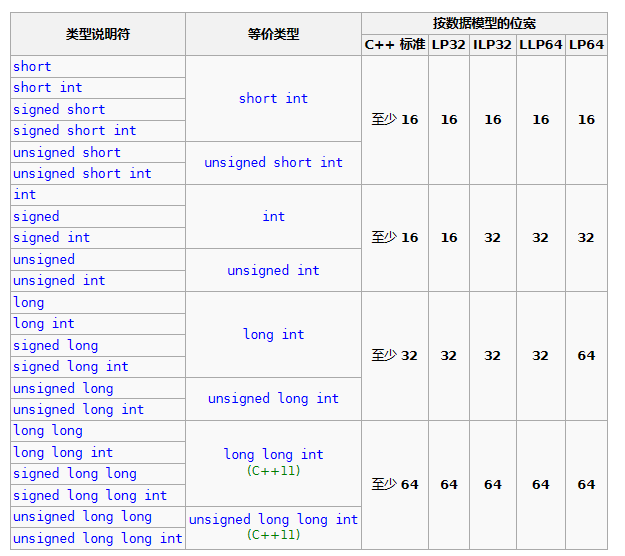 类型说明符 等价类型 按数据模型的位宽
C++ 标准 LP32 ILP32 LLP64 LP64
short short int 至少 16 16 16 16 16
short int
signed short
signed short int
unsigned short unsigned short int
unsigned short int
int int 至少 16 16 32 32 32
signed
signed int
unsigned unsigned int
unsigned int
long long int 至少 32 32 32 32 64
long int
signed long
signed long int
unsigned long unsigned long int
unsigned long int
long long long long int 至少 64 64 64 64 64
(C++11)
long long int
signed long long
signed long long int
unsigned long long unsigned long long int
(C++11)
unsigned long long int